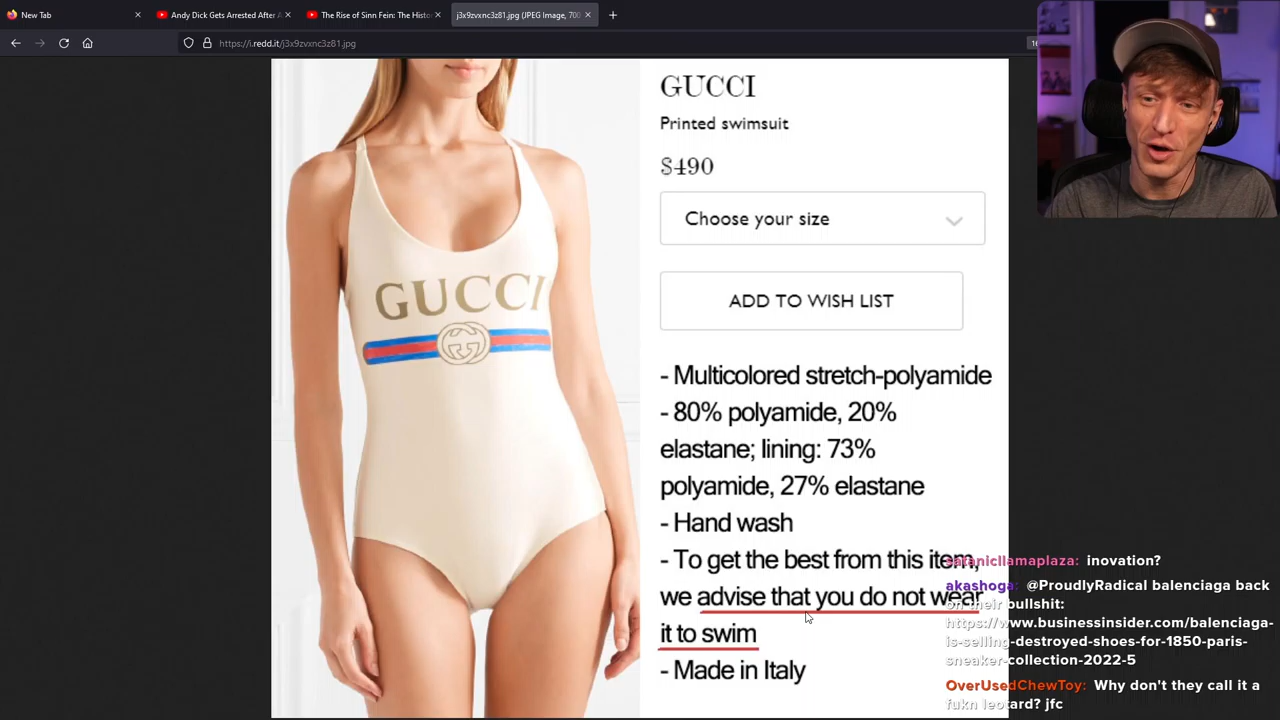 New Tab
Andy Dick Gets Arrested After A
The Rise of Sinn Fein: The Histo
j3x9zvxnc3z81.jpg (JPEG Image, 700
https://i.redd.it/j3x9zvxnc3z81.jpg
GUCCI
GUCCI
Printed swimsuit
$490
Choose your size
ADD TO WISH LIST
- Multicolored stretch-polyamide
- 80% polyamide, 20%
elastane; lining: 73%
polyamide, 27% elastane
- Hand wash
- To get the best from this item,
we advise that you do not wear
it to swim
- Made in Italy
satanicllamaplaza: inovation?
akashoga: @ProudlyRadical balenciaga back
on their bullshit:
https://www.businessinsider.com/balenciaga-
is-selling-destroyed-shoes-for-1850-paris-
sneaker-collection-2022-5
OverUsedChewToy: Why don't they call it a
fukn leotard? jfc